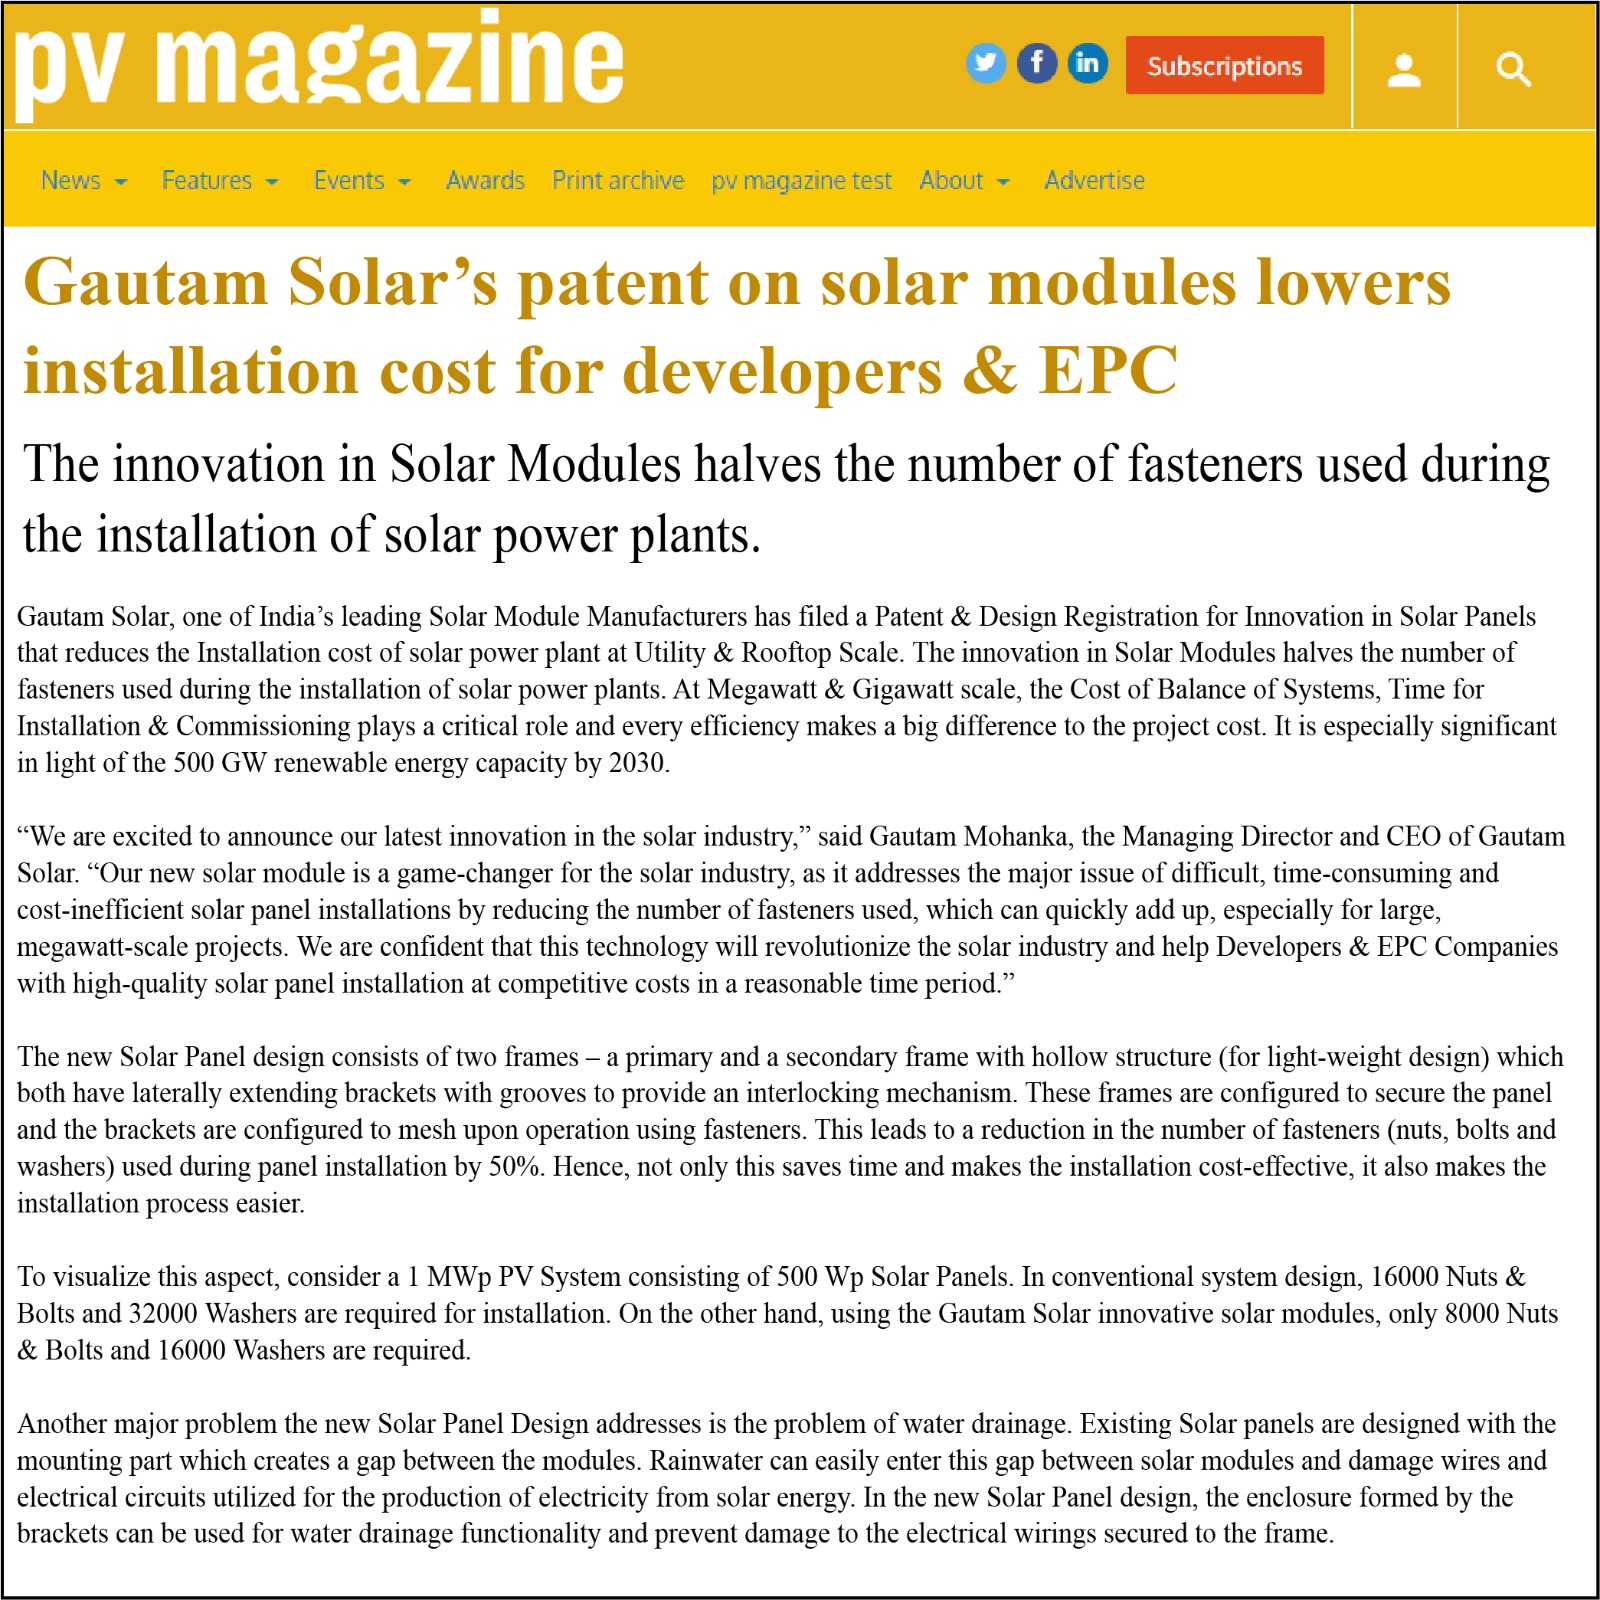 pv magazine
Subscriptions
News Features Events Awards Print archive pv magazine test About Advertise
Gautam Solar’s patent on solar modules lowers
installation cost for developers & EPC
The innovation in Solar Modules halves the number of fasteners used during
the installation of solar power plants.
Gautam Solar, one of India’s leading Solar Module Manufacturers has filed a Patent & Design Registration for Innovation in Solar Panels
that reduces the Installation cost of solar power plant at Utility & Rooftop Scale. The innovation in Solar Modules halves the number of
fasteners used during the installation of solar power plants. At Megawatt & Gigawatt scale, the Cost of Balance of Systems, Time for
Installation & Commissioning plays a critical role and every efficiency makes a big difference to the project cost. It is especially significant
in light of the 500 GW renewable energy capacity by 2030.
“We are excited to announce our latest innovation in the solar industry,” said Gautam Mohanka, the Managing Director and CEO of Gautam
Solar. “Our new solar module is a game-changer for the solar industry, as it addresses the major issue of difficult, time-consuming and
cost-inefficient solar panel installations by reducing the number of fasteners used, which can quickly add up, especially for large,
megawatt-scale projects. We are confident that this technology will revolutionize the solar industry and help Developers & EPC Companies
with high-quality solar panel installation at competitive costs in a reasonable time period.”
The new Solar Panel design consists of two frames – a primary and a secondary frame with hollow structure (for light-weight design) which
both have laterally extending brackets with grooves to provide an interlocking mechanism. These frames are configured to secure the panel
and the brackets are configured to mesh upon operation using fasteners. This leads to a reduction in the number of fasteners (nuts, bolts and
washers) used during panel installation by 50%. Hence, not only this saves time and makes the installation cost-effective, it also makes the
installation process easier.
To visualize this aspect, consider a 1 MWp PV System consisting of 500 Wp Solar Panels. In conventional system design, 16000 Nuts &
Bolts and 32000 Washers are required for installation. On the other hand, using the Gautam Solar innovative solar modules, only 8000 Nuts
& Bolts and 16000 Washers are required.
Another major problem the new Solar Panel Design addresses is the problem of water drainage. Existing Solar panels are designed with the
mounting part which creates a gap between the modules. Rainwater can easily enter this gap between solar modules and damage wires and
electrical circuits utilized for the production of electricity from solar energy. In the new Solar Panel design, the enclosure formed by the
brackets can be used for water drainage functionality and prevent damage to the electrical wirings secured to the frame.